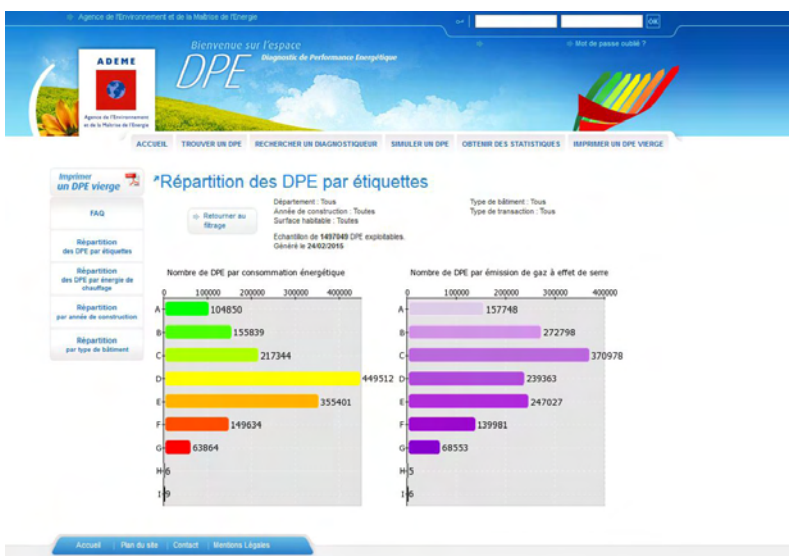 Agence de l'Environnement et de la Maîtrise de l'Energie
OK
Mot de passe oublié ?
Bienvenue sur l'espace
DPE
Diagnostic de Performance Energétique
ADEME
Agence de l'Environnement
et de la Maîtrise de l'Energie
ACCUEIL
TROUVER UN DPE
RECHERCHER UN DIAGNOSTIQUEUR
SIMULER UN DPE
OBTENIR DES STATISTIQUES
IMPRIMER UN DPE VIERGE
Imprimer
un DPE vierge
FAQ
Répartition
des DPE par étiquettes
Répartition
des DPE par énergie de
chauffage
Répartition
par année de construction
Répartition
par type de bâtiment
Répartition des DPE par étiquettes
Retourner au
filtrage
Département : Tous
Année de construction : Toutes
Surface habitable : Toutes
Type de bâtiment : Tous
Type de transaction : Tous
Echantillon de 1497049 DPE exploitables.
Généré le 24/02/2015
Nombre de DPE par consommation énergétique
0 100000 200000 300000 400000
A 104850
B 155839
C 217344
D 449512
E 355401
F 149634
G 63864
H 6
I 9
Nombre de DPE par émission de gaz à effet de serre
0 100000 200000 300000 400000
A 157748
B 272798
C 370978
D 239363
E 247027
F 139981
G 68553
H 5
I 6
Accueil | Plan du site | Contact | Mentions Légales